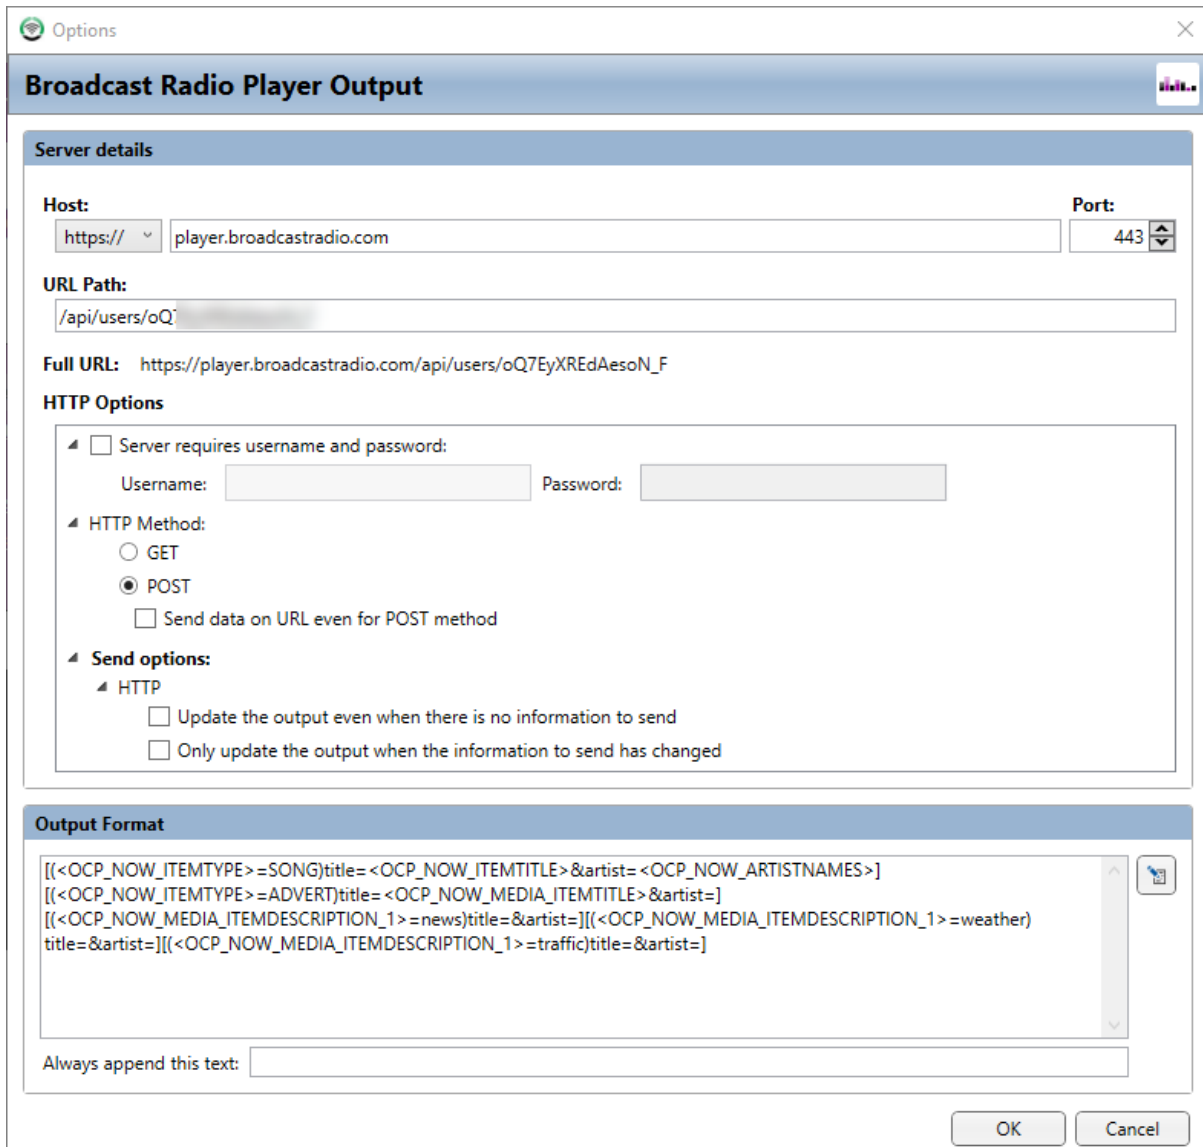 Options
Broadcast Radio Player Output
Server details
Host: Port:
https:// player.broadcastradio.com 443
URL Path:
/api/users/oQ7
Full URL: https://player.broadcastradio.com/api/users/oQ7EyXREdAesoN_F
HTTP Options
Server requires username and password:
Username: Password:
HTTP Method:
GET
POST
Send data on URL even for POST method
Send options:
HTTP
Update the output even when there is no information to send
Only update the output when the information to send has changed
Output Format
[(<OCP_NOW_ITEMTYPE>=SONG)title=<OCP_NOW_ITEMTITLE>&artist=<OCP_NOW_ARTISTNAMES>]
[(<OCP_NOW_ITEMTYPE>=ADVERT)title=<OCP_NOW_MEDIA_ITEMTITLE>&artist=]
[(<OCP_NOW_MEDIA_ITEMDESCRIPTION_1>=news)title=&artist=][(<OCP_NOW_MEDIA_ITEMDESCRIPTION_1>=weather)
title=&artist=][(<OCP_NOW_MEDIA_ITEMDESCRIPTION_1>=traffic)title=&artist=]
Always append this text:
OK Cancel